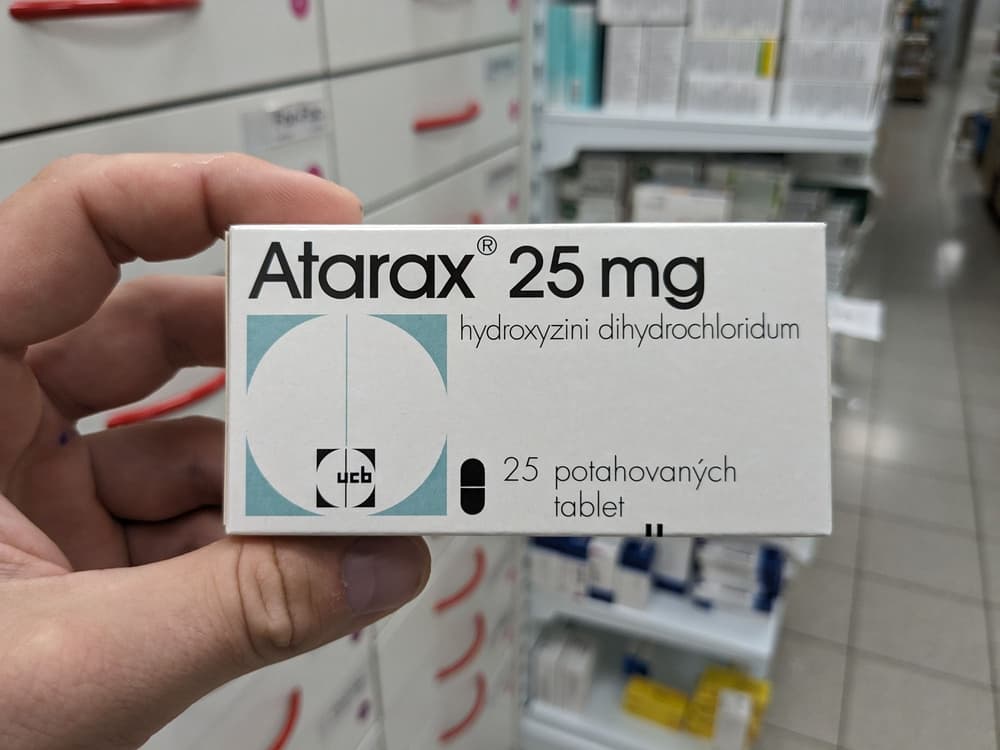 Atarax® 25 mg
hydroxyzini dihydrochloridum
ucb
25 potahovaných
tablet